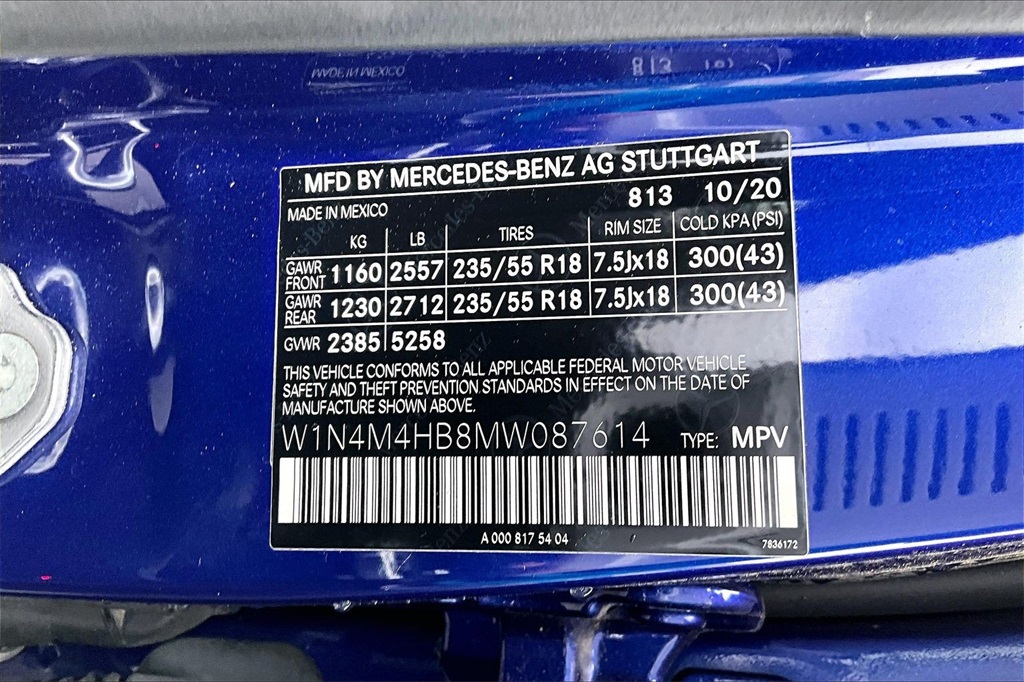 MADE IN MEXICO
813
MFD BY MERCEDES-BENZ AG STUTTGART
813 10/20
MADE IN MEXICO
KG LB TIRES RIM SIZE COLD KPA (PSI)
GAWR FRONT 1160 2557 235/55 R18 7.5Jx18 300(43)
GAWR REAR 1230 2712 235/55 R18 7.5Jx18 300(43)
GVWR 2385 5258
THIS VEHICLE CONFORMS TO ALL APPLICABLE FEDERAL MOTOR VEHICLE
SAFETY AND THEFT PREVENTION STANDARDS IN EFFECT ON THE DATE OF
MANUFACTURE SHOWN ABOVE.
W1N4M4HB8MW087614 TYPE: MPV
A 000 817 54 04
7836172